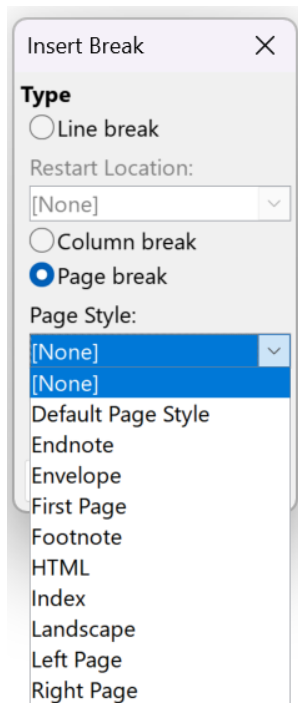 Insert Break
Type
Line break
Restart Location:
[None]
Column break
Page break
Page Style:
[None]
[None]
Default Page Style
Endnote
Envelope
First Page
Footnote
HTML
Index
Landscape
Left Page
Right Page